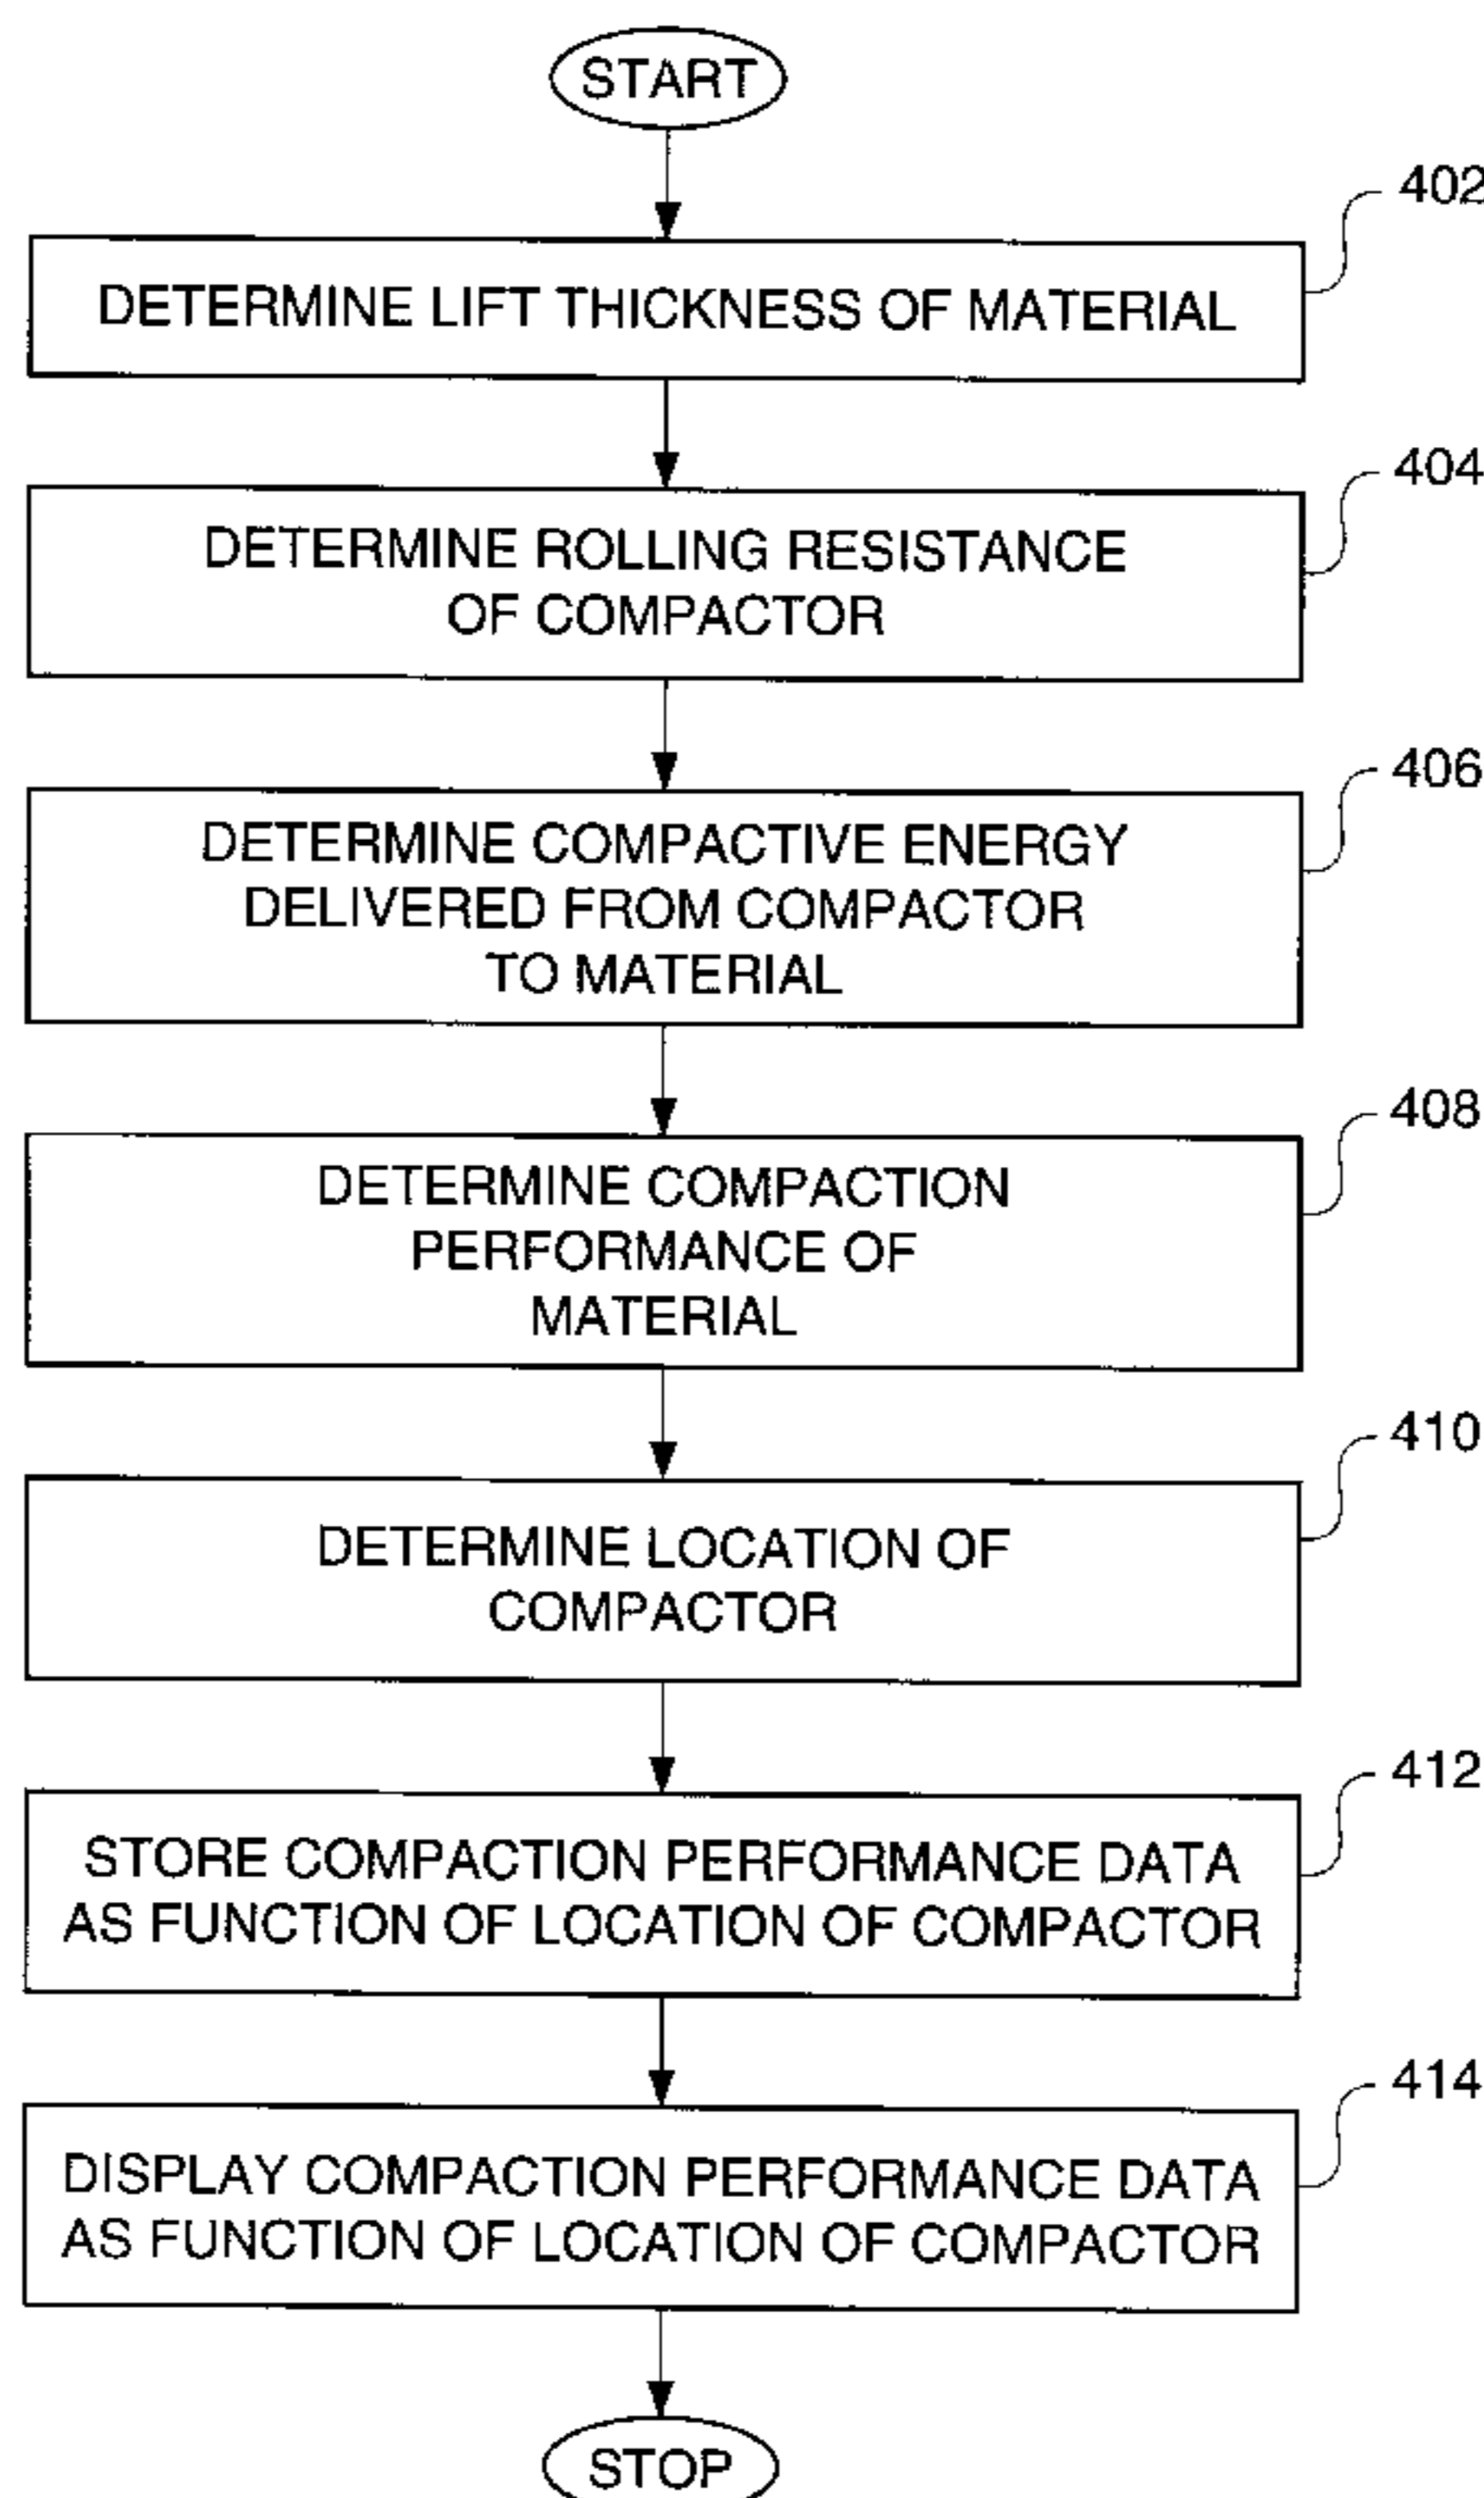 START
402
DETERMINE LIFT THICKNESS OF MATERIAL
404
DETERMINE ROLLING RESISTANCE
OF COMPACTOR
406
DETERMINE COMPACTIVE ENERGY
DELIVERED FROM COMPACTOR
TO MATERIAL
408
DETERMINE COMPACTION
PERFORMANCE OF
MATERIAL
410
DETERMINE LOCATION OF
COMPACTOR
412
STORE COMPACTION PERFORMANCE DATA
AS FUNCTION OF LOCATION OF COMPACTOR
414
DISPLAY COMPACTION PERFORMANCE DATA
AS FUNCTION OF LOCATION OF COMPACTOR
STOP